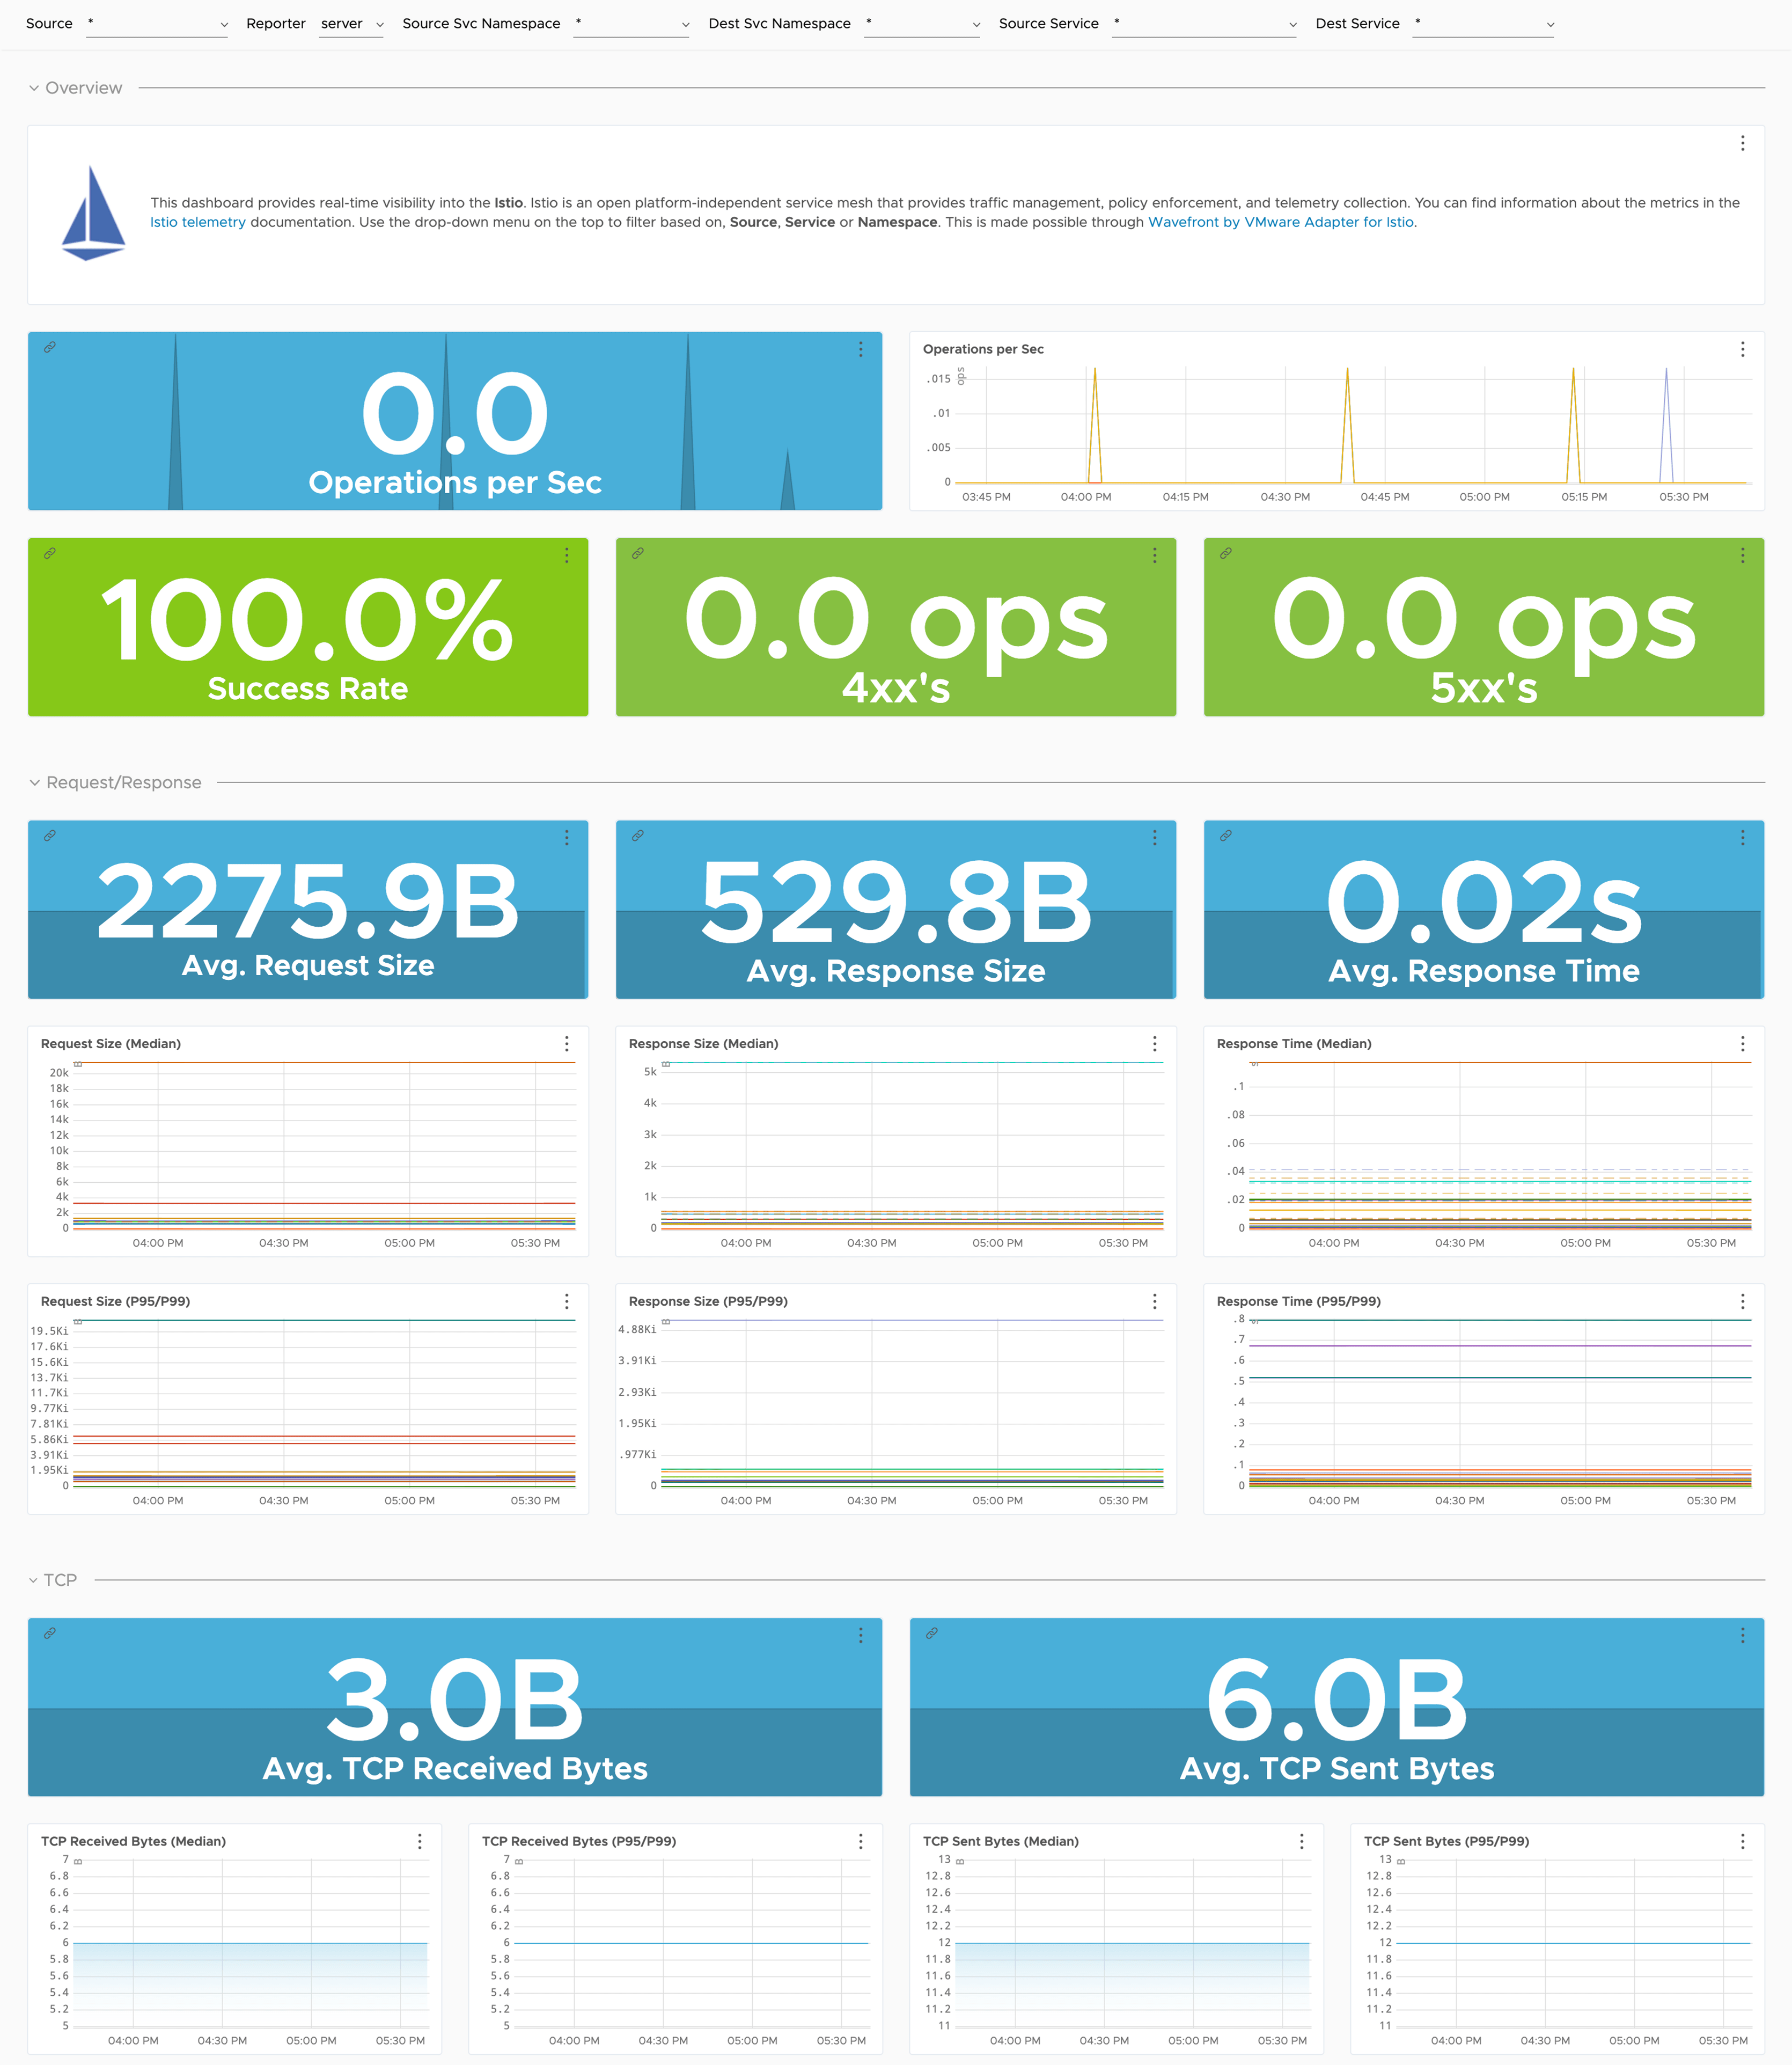 Source * Reporter server Source Svc Namespace * Dest Svc Namespace * Source Service * Dest Service *
Overview
This dashboard provides real-time visibility into the Istio. Istio is an open platform-independent service mesh that provides traffic management, policy enforcement, and telemetry collection. You can find information about the metrics in the
Istio telemetry documentation. Use the drop-down menu on the top to filter based on, Source, Service or Namespace. This is made possible through Wavefront by VMware Adapter for Istio.
0.0
Operations per Sec
Operations per Sec
ops
.015
.01
.005
0
03:45 PM 04:00 PM 04:15 PM 04:30 PM 04:45 PM 05:00 PM 05:15 PM 05:30 PM
100.0%
Success Rate
0.0 ops
4xx's
0.0 ops
5xx's
Request/Response
2275.9B
Avg. Request Size
529.8B
Avg. Response Size
0.02s
Avg. Response Time
Request Size (Median)
B
20k
18k
16k
14k
12k
10k
8k
6k
4k
2k
0
04:00 PM 04:30 PM 05:00 PM 05:30 PM
Response Size (Median)
B
5k
4k
3k
2k
1k
0
04:00 PM 04:30 PM 05:00 PM 05:30 PM
Response Time (Median)
s
.1
.08
.06
.04
.02
0
04:00 PM 04:30 PM 05:00 PM 05:30 PM
Request Size (P95/P99)
B
19.5Ki
17.6Ki
15.6Ki
13.7Ki
11.7Ki
9.77Ki
7.81Ki
5.86Ki
3.91Ki
1.95Ki
0
04:00 PM 04:30 PM 05:00 PM 05:30 PM
Response Size (P95/P99)
B
4.88Ki
3.91Ki
2.93Ki
1.95Ki
.977Ki
0
04:00 PM 04:30 PM 05:00 PM 05:30 PM
Response Time (P95/P99)
s
.8
.7
.6
.5
.4
.3
.2
.1
0
04:00 PM 04:30 PM 05:00 PM 05:30 PM
TCP
3.0B
Avg. TCP Received Bytes
6.0B
Avg. TCP Sent Bytes
TCP Received Bytes (Median)
B
7
6.8
6.6
6.4
6.2
6
5.8
5.6
5.4
5.2
5
04:00 PM 04:30 PM 05:00 PM 05:30 PM
TCP Received Bytes (P95/P99)
B
7
6.8
6.6
6.4
6.2
6
5.8
5.6
5.4
5.2
5
04:00 PM 04:30 PM 05:00 PM 05:30 PM
TCP Sent Bytes (Median)
B
13
12.8
12.6
12.4
12.2
12
11.8
11.6
11.4
11.2
11
04:00 PM 04:30 PM 05:00 PM 05:30 PM
TCP Sent Bytes (P95/P99)
B
13
12.8
12.6
12.4
12.2
12
11.8
11.6
11.4
11.2
11
04:00 PM 04:30 PM 05:00 PM 05:30 PM